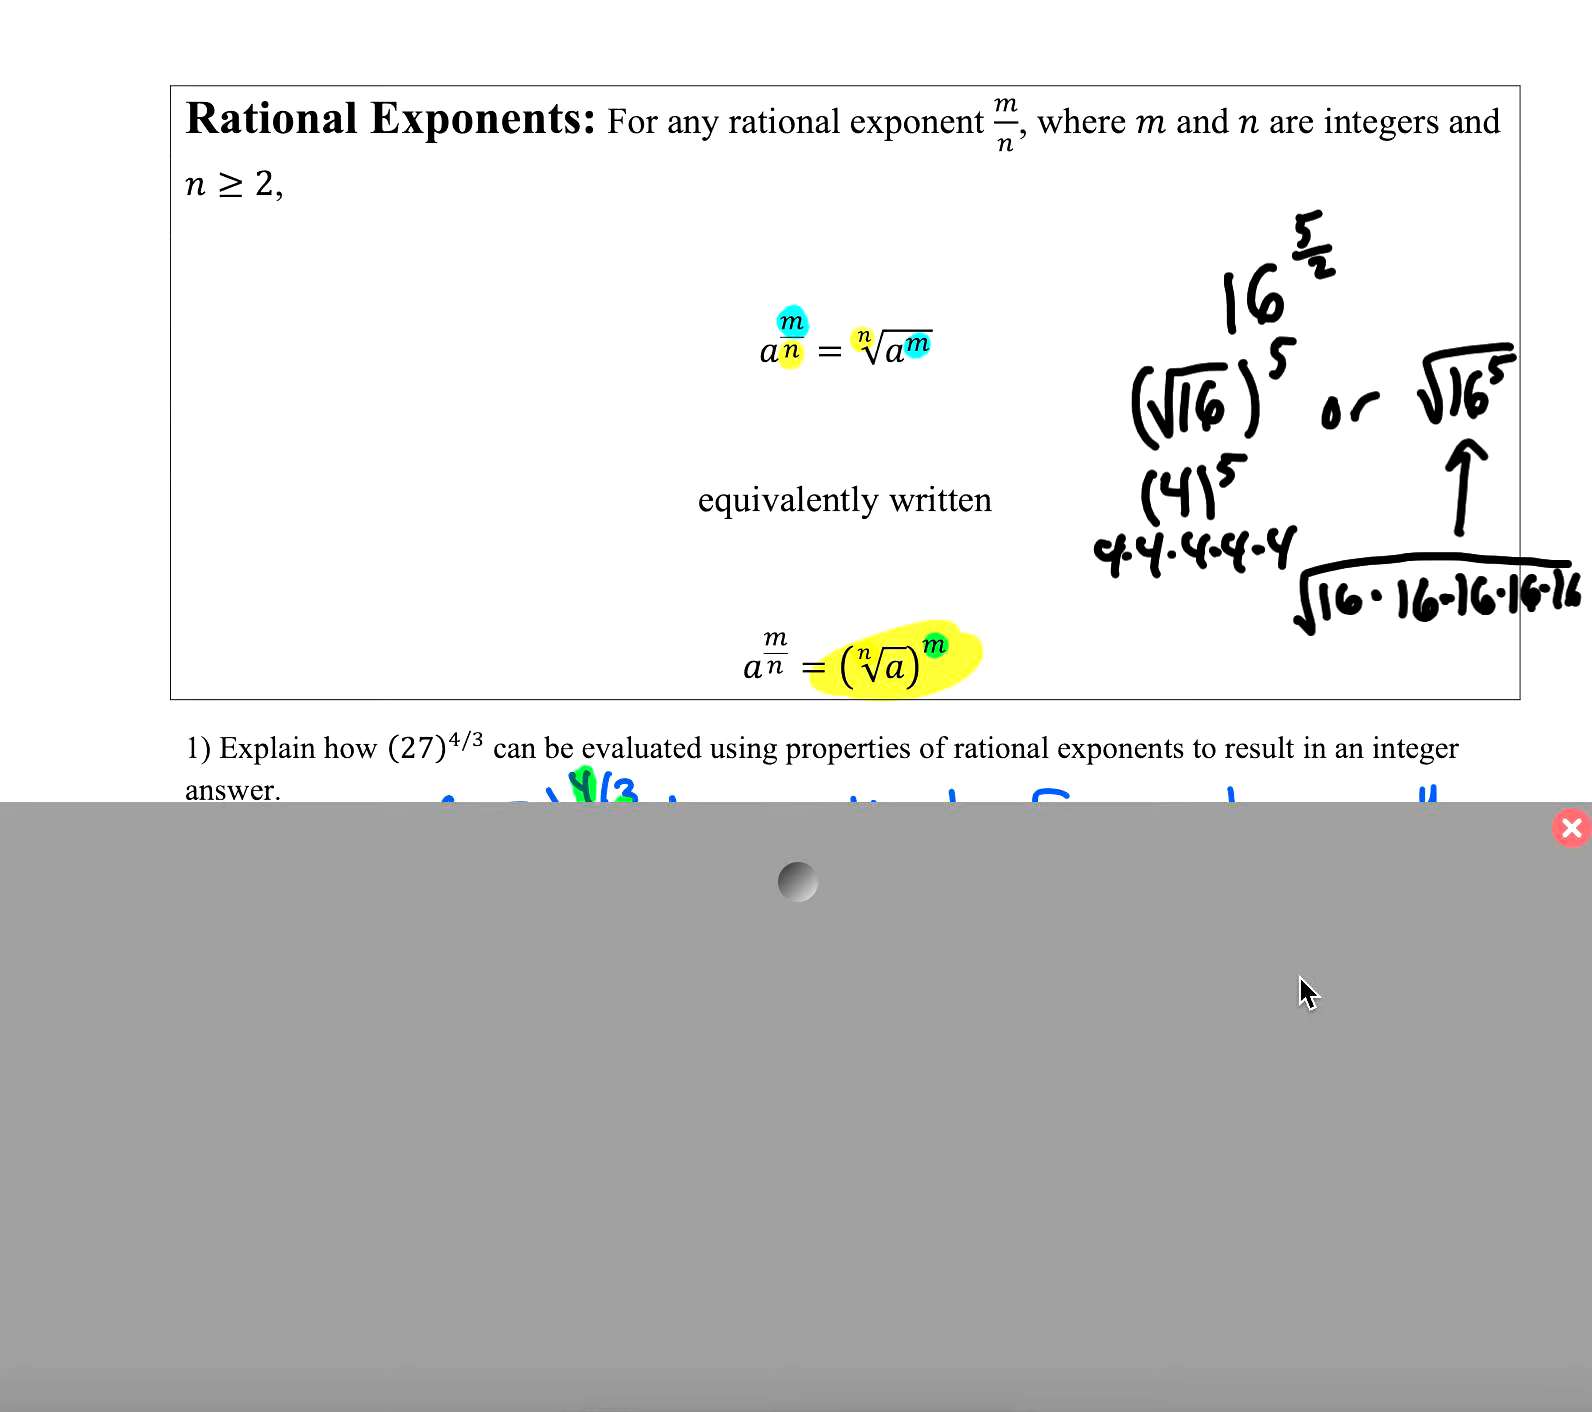 Rational Exponents: For any rational exponent m/n, where m and n are integers and
n ≥ 2,
a^(m/n) = ⁿ√(a^m)
equivalently written
a^(m/n) = (ⁿ√a)^m
16^(5/2)
(√16)^5 or √(16^5)
(4)^5
4·4·4·4·4
√(16·16·16·16·16)
1) Explain how (27)^(4/3) can be evaluated using properties of rational exponents to result in an integer
answer.
4/3